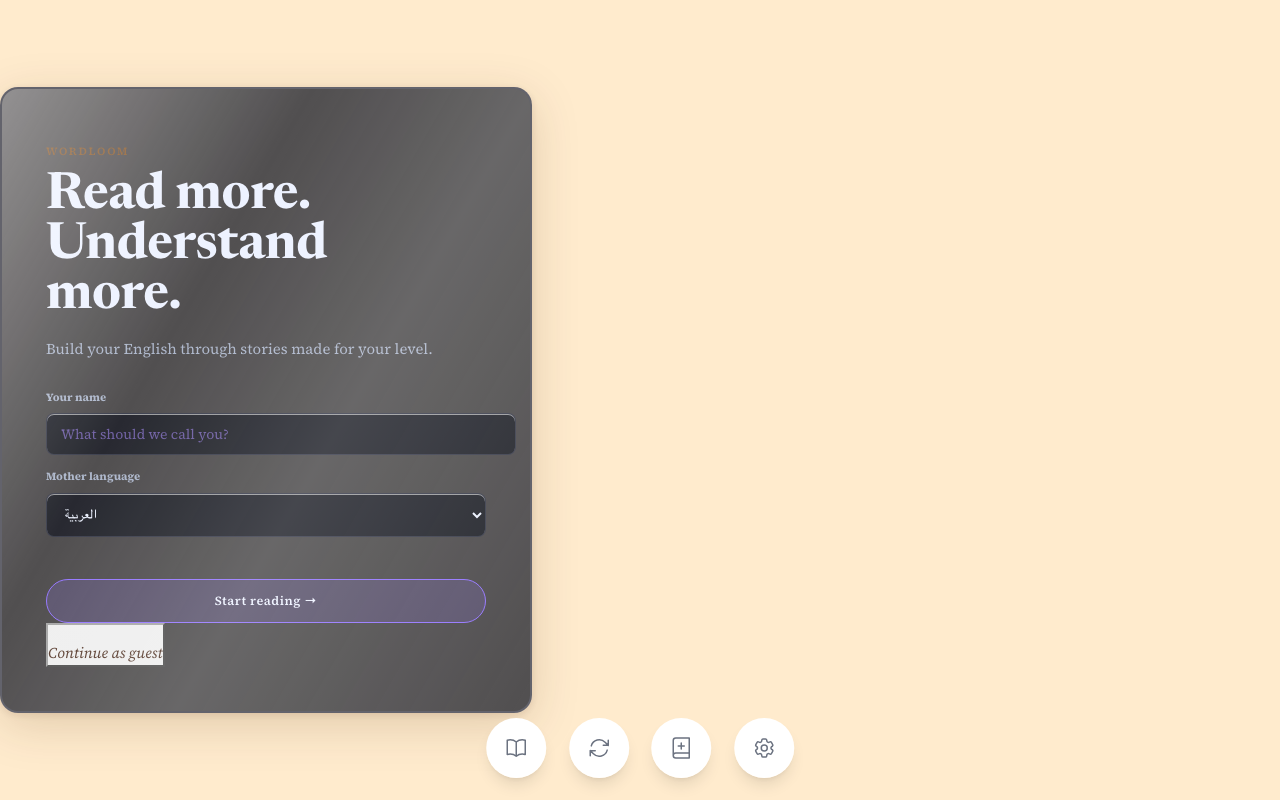 WORDLOOM
Read more.
Understand
more.
Build your English through stories made for your level.
Your name
What should we call you?
Mother language
العربية
Start reading →
Continue as guest